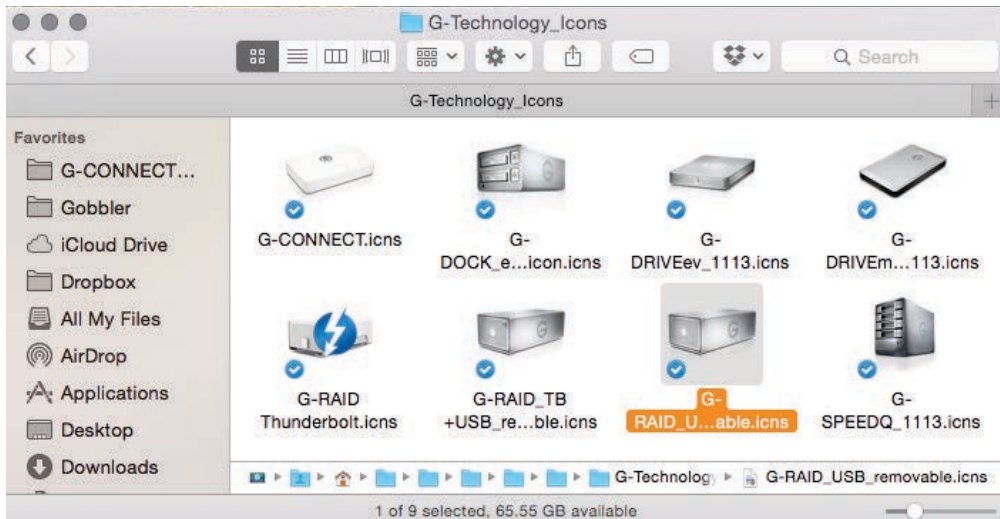 G-Technology_Icons
Search
G-Technology_Icons
Favorites
G-CONNECT...
Gobbler
iCloud Drive
Dropbox
All My Files
AirDrop
Applications
Desktop
Downloads
G-CONNECT.icns
G-
DOCK_e...icon.icns
G-
DRIVEev_1113.icns
G-
DRIVEm...113.icns
G-RAID
Thunderbolt.icns
G-RAID_TB
+USB_re...ble.icns
G-
RAID_U...able.icns
G-
SPEEDQ_1113.icns
G-Technolog
G-RAID_USB_removable.icns
1 of 9 selected, 65.55 GB available